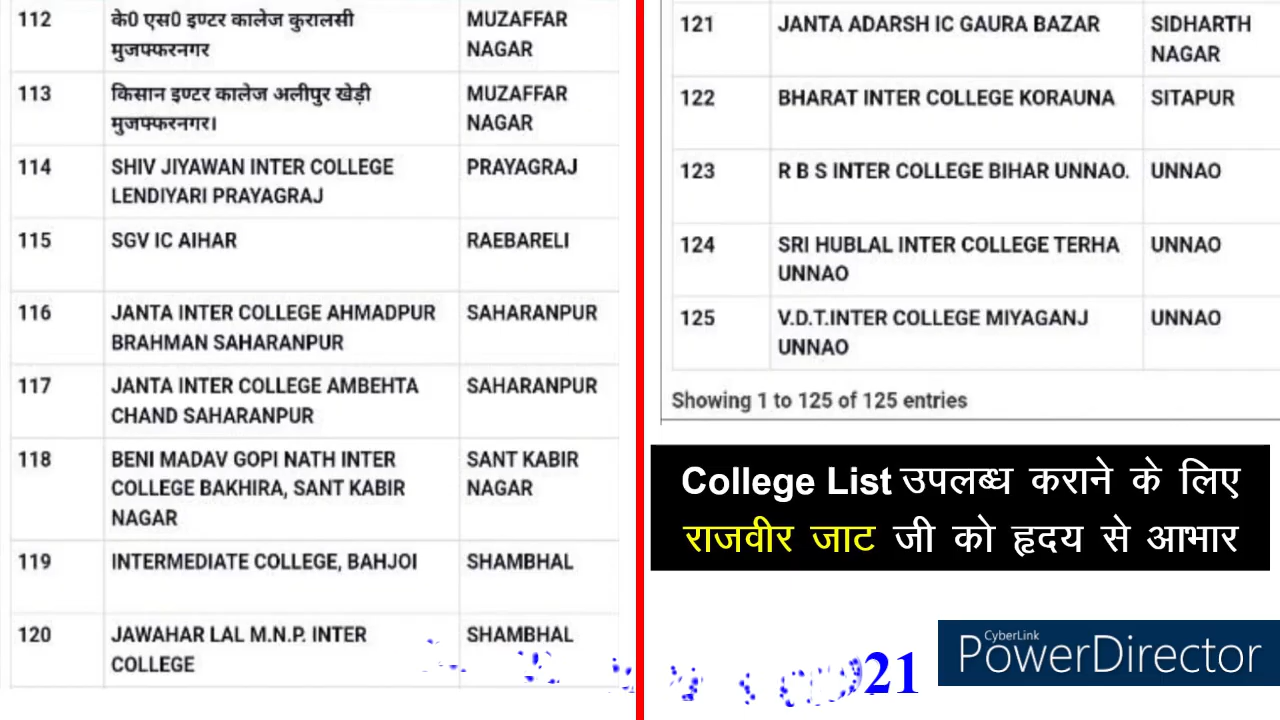 112 के0 एस0 इण्टर कालेज कुरालसी MUZAFFAR
मुजफ्फरनगर NAGAR
113 किसान इण्टर कालेज अलीपुर खेड़ी MUZAFFAR
मुजफ्फरनगर। NAGAR
114 SHIV JIYAWAN INTER COLLEGE PRAYAGRAJ
LENDIYARI PRAYAGRAJ
115 SGV IC AIHAR RAEBARELI
116 JANTA INTER COLLEGE AHMADPUR SAHARANPUR
BRAHMAN SAHARANPUR
117 JANTA INTER COLLEGE AMBEHTA SAHARANPUR
CHAND SAHARANPUR
118 BENI MADAV GOPI NATH INTER SANT KABIR
COLLEGE BAKHIRA, SANT KABIR NAGAR
NAGAR
119 INTERMEDIATE COLLEGE, BAHJOI SHAMBHAL
120 JAWAHAR LAL M.N.P. INTER SHAMBHAL
COLLEGE
121 JANTA ADARSH IC GAURA BAZAR SIDHARTH
NAGAR
122 BHARAT INTER COLLEGE KORAUNA SITAPUR
123 R B S INTER COLLEGE BIHAR UNNAO. UNNAO
124 SRI HUBLAL INTER COLLEGE TERHA UNNAO
UNNAO
125 V.D.T.INTER COLLEGE MIYAGANJ UNNAO
UNNAO
Showing 1 to 125 of 125 entries
College List उपलब्ध कराने के लिए
राजवीर जाट जी को हृदय से आभार
21
CyberLink
PowerDirector